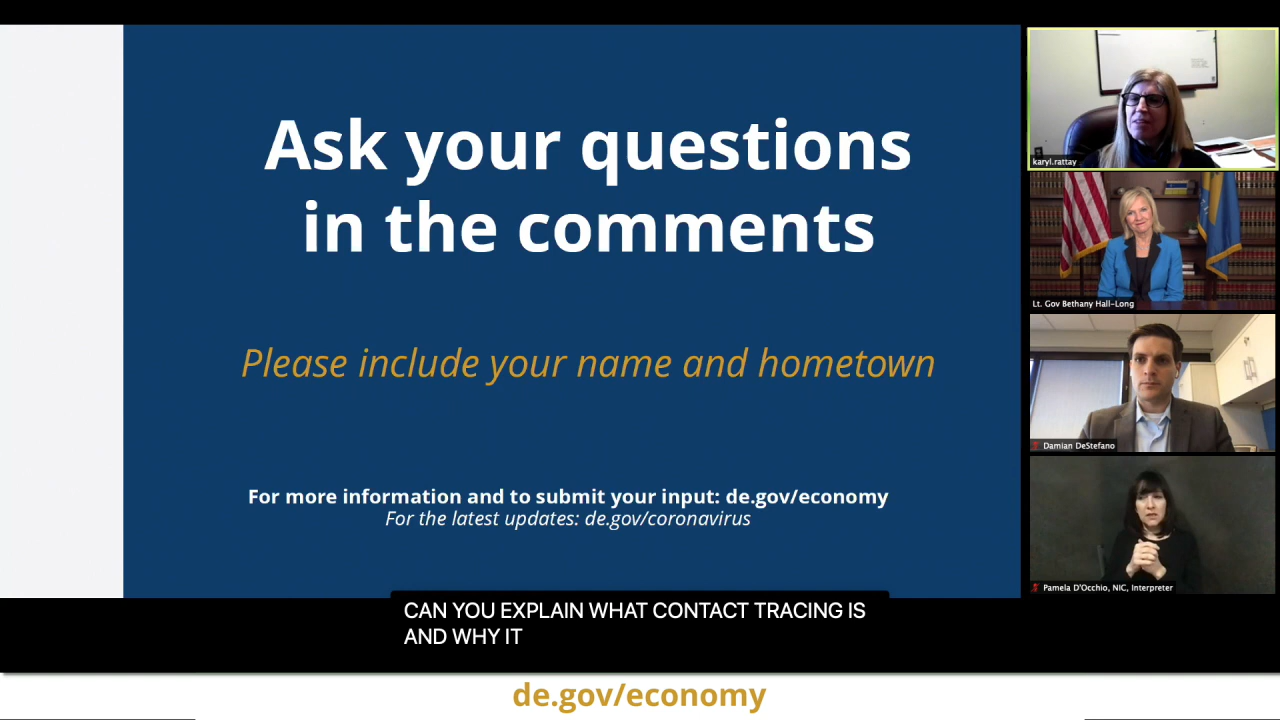 Ask your questions
in the comments
Please include your name and hometown
For more information and to submit your input: de.gov/economy
For the latest updates: de.gov/coronavirus
karyl.rattay
Lt. Gov Bethany Hall-Long
Damian DeStefano
Pamela D'Occhio, NIC, Interpreter
CAN YOU EXPLAIN WHAT CONTACT TRACING IS
AND WHY IT
de.gov/economy